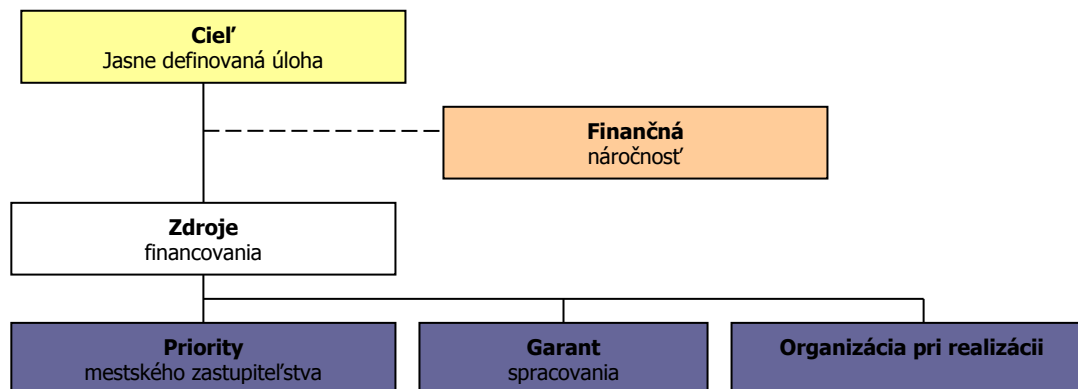 Cieľ
Jasne definovaná úloha
Finančná
náročnosť
Zdroje
financovania
Priority
mestského zastupiteľstva
Garant
spracovania
Organizácia pri realizácii